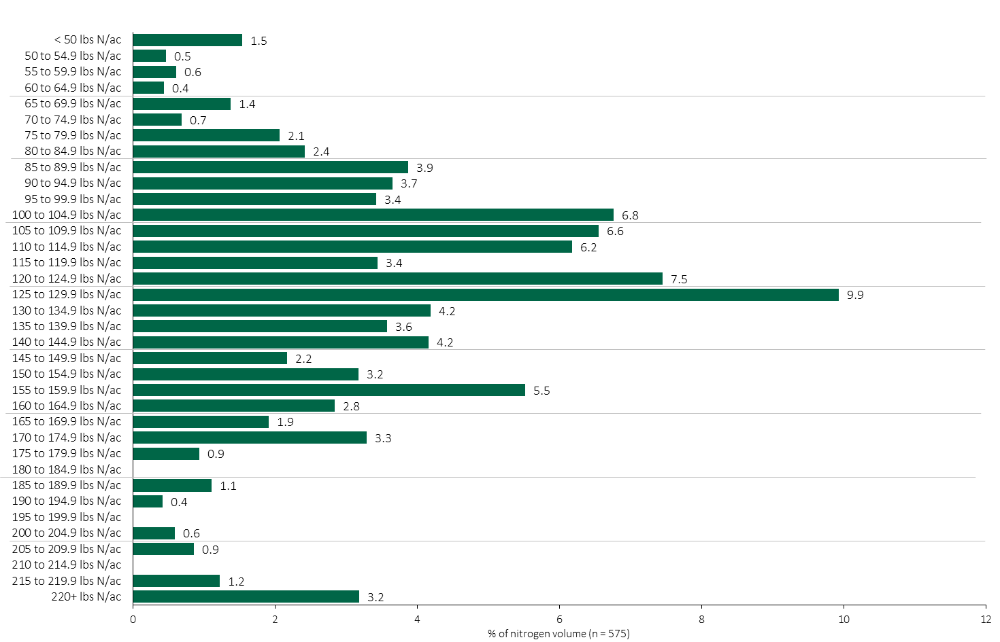 < 50 lbs N/ac 1.5
50 to 54.9 lbs N/ac 0.5
55 to 59.9 lbs N/ac 0.6
60 to 64.9 lbs N/ac 0.4
65 to 69.9 lbs N/ac 1.4
70 to 74.9 lbs N/ac 0.7
75 to 79.9 lbs N/ac 2.1
80 to 84.9 lbs N/ac 2.4
85 to 89.9 lbs N/ac 3.9
90 to 94.9 lbs N/ac 3.7
95 to 99.9 lbs N/ac 3.4
100 to 104.9 lbs N/ac 6.8
105 to 109.9 lbs N/ac 6.6
110 to 114.9 lbs N/ac 6.2
115 to 119.9 lbs N/ac 3.4
120 to 124.9 lbs N/ac 7.5
125 to 129.9 lbs N/ac 9.9
130 to 134.9 lbs N/ac 4.2
135 to 139.9 lbs N/ac 3.6
140 to 144.9 lbs N/ac 4.2
145 to 149.9 lbs N/ac 2.2
150 to 154.9 lbs N/ac 3.2
155 to 159.9 lbs N/ac 5.5
160 to 164.9 lbs N/ac 2.8
165 to 169.9 lbs N/ac 1.9
170 to 174.9 lbs N/ac 3.3
175 to 179.9 lbs N/ac 0.9
180 to 184.9 lbs N/ac
185 to 189.9 lbs N/ac 1.1
190 to 194.9 lbs N/ac 0.4
195 to 199.9 lbs N/ac
200 to 204.9 lbs N/ac 0.6
205 to 209.9 lbs N/ac 0.9
210 to 214.9 lbs N/ac
215 to 219.9 lbs N/ac 1.2
220+ lbs N/ac 3.2
0 2 4 6 8 10 12
% of nitrogen volume (n = 575)